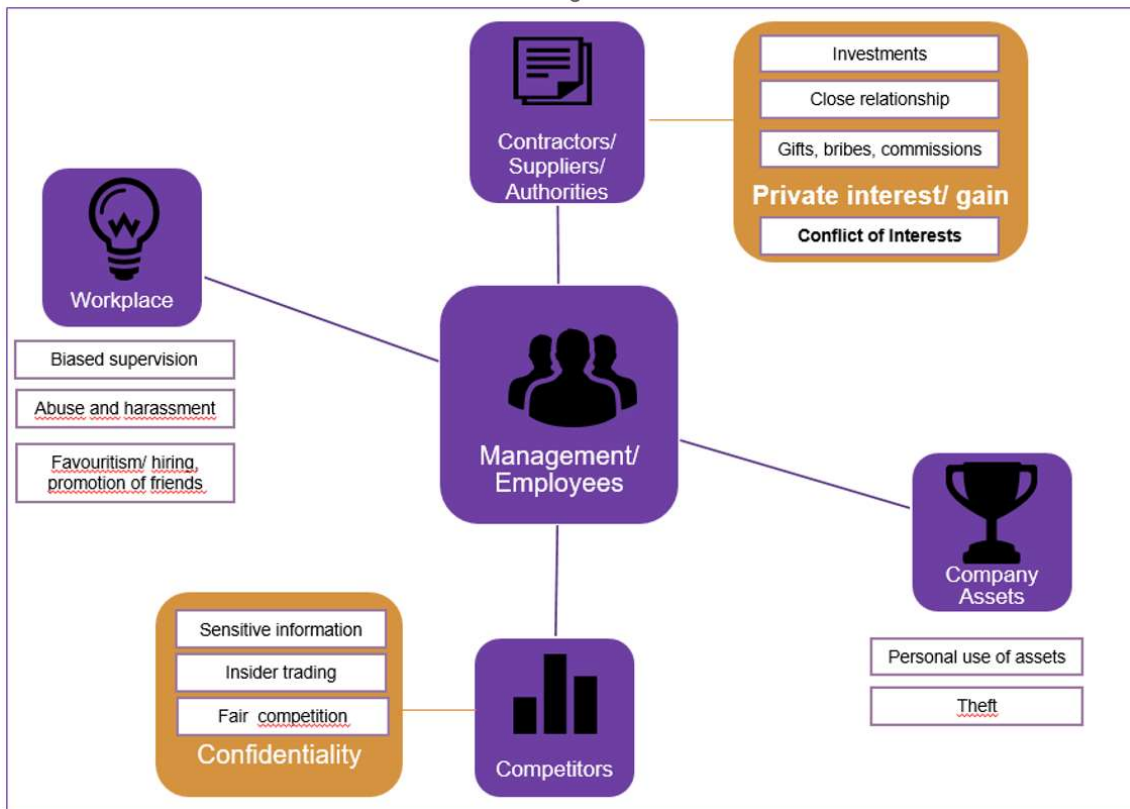 Contractors/
Suppliers/
Authorities
Investments
Close relationship
Gifts, bribes, commissions
Private interest/ gain
Conflict of Interests
Workplace
Biased supervision
Abuse and harassment
Favouritism/ hiring,
promotion of friends
Management/
Employees
Company
Assets
Personal use of assets
Theft
Sensitive information
Insider trading
Fair competition
Confidentiality
Competitors